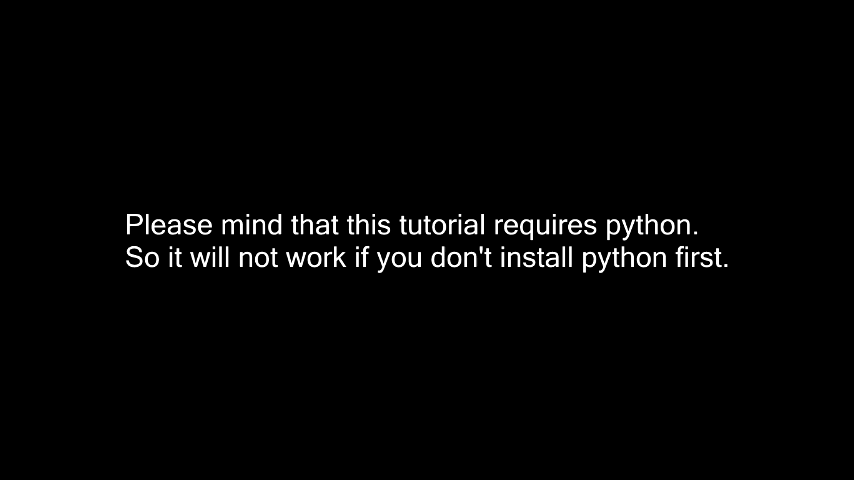 Please mind that this tutorial requires python.
So it will not work if you don't install python first.